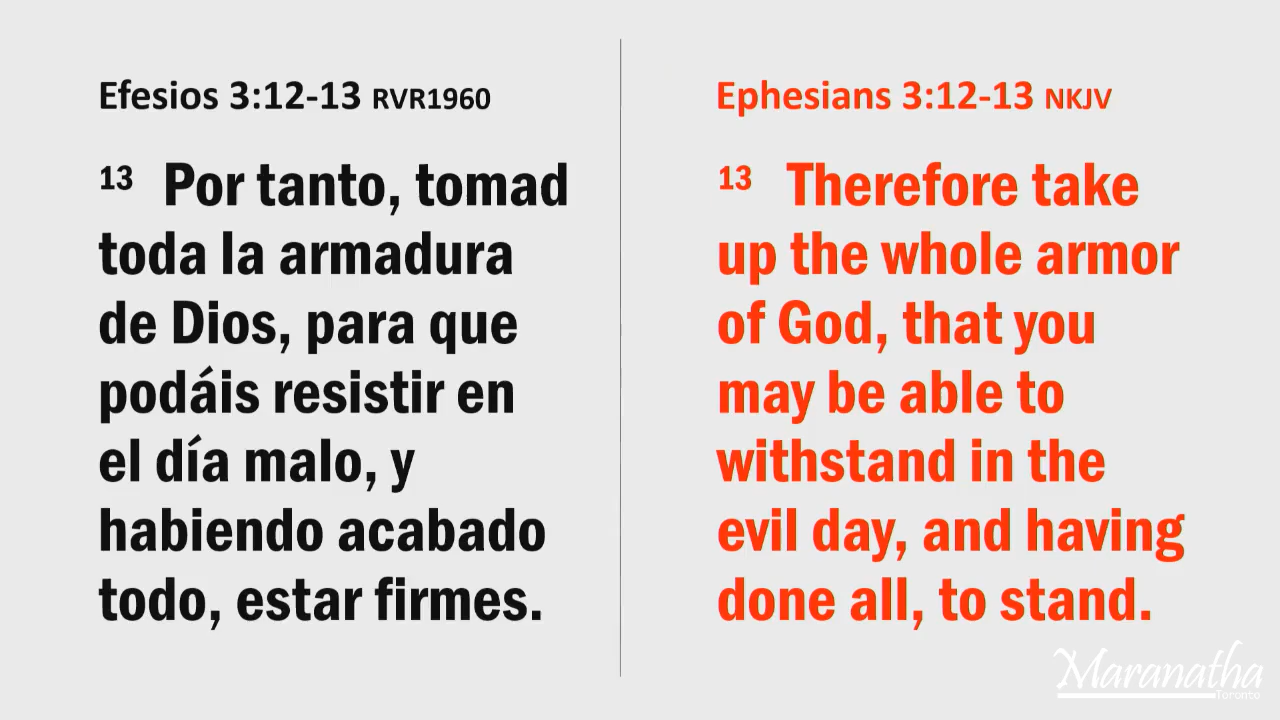 Efesios 3:12-13 RVR1960
13 Por tanto, tomad
toda la armadura
de Dios, para que
podáis resistir en
el día malo, y
habiendo acabado
todo, estar firmes.
Ephesians 3:12-13 NKJV
13 Therefore take
up the whole armor
of God, that you
may be able to
withstand in the
evil day, and having
done all, to stand.
Maranatha
Toronto